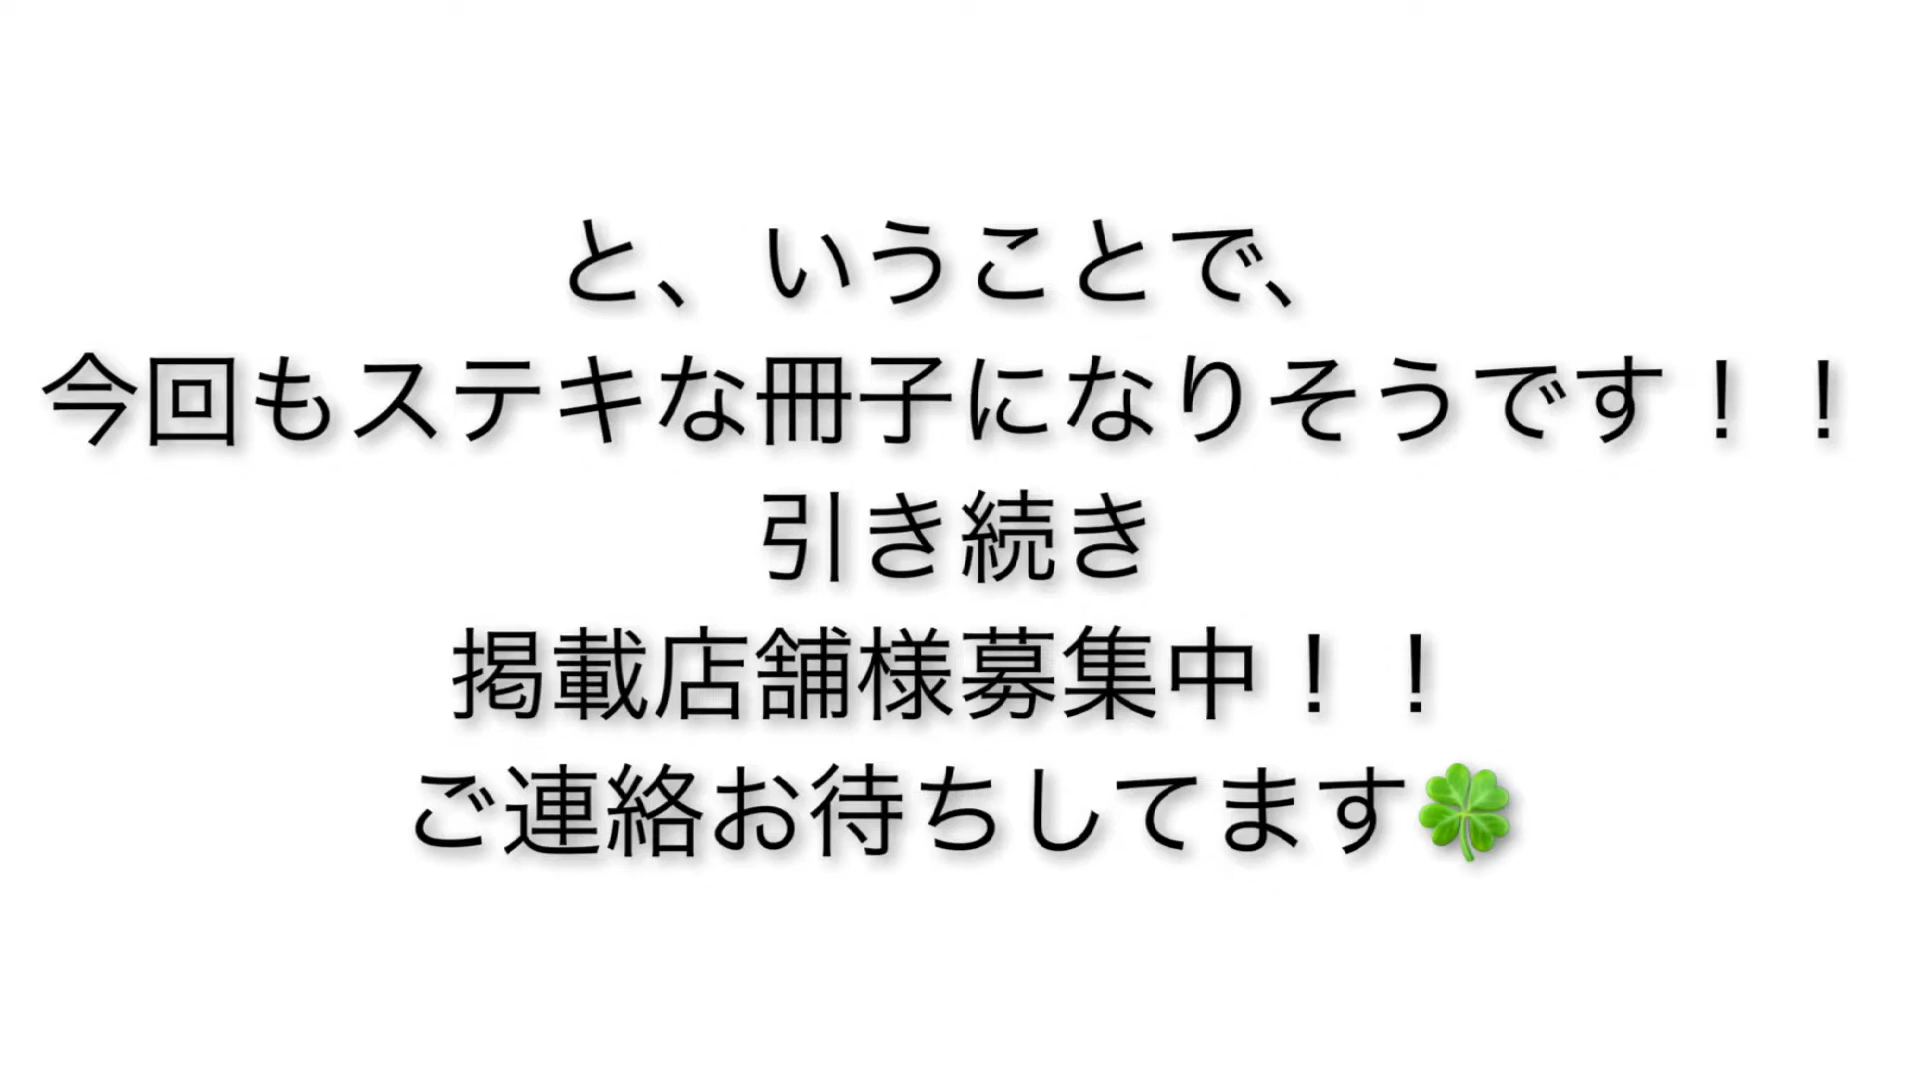 と、いうことで、
今回もステキな冊子になりそうです！！
引き続き
掲載店舗様募集中！！
ご連絡お待ちしてます🍀